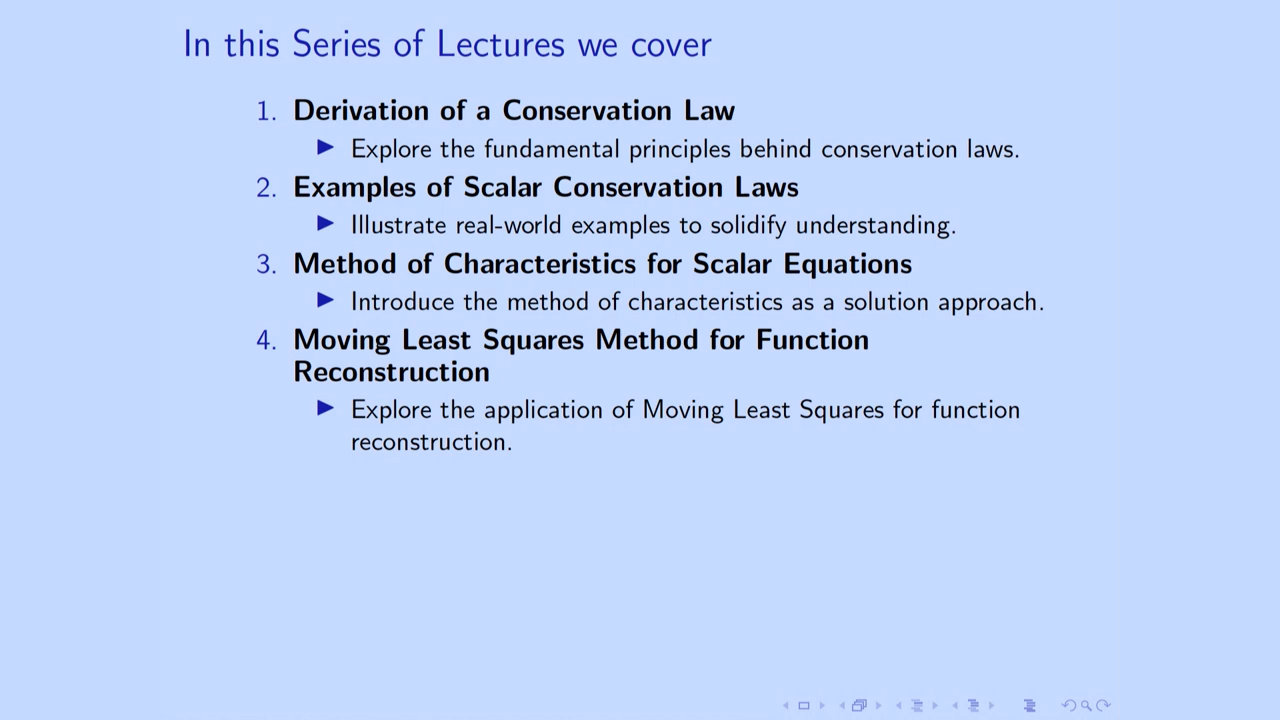 In this Series of Lectures we cover
1. Derivation of a Conservation Law
▶ Explore the fundamental principles behind conservation laws.
2. Examples of Scalar Conservation Laws
▶ Illustrate real-world examples to solidify understanding.
3. Method of Characteristics for Scalar Equations
▶ Introduce the method of characteristics as a solution approach.
4. Moving Least Squares Method for Function
Reconstruction
▶ Explore the application of Moving Least Squares for function
reconstruction.